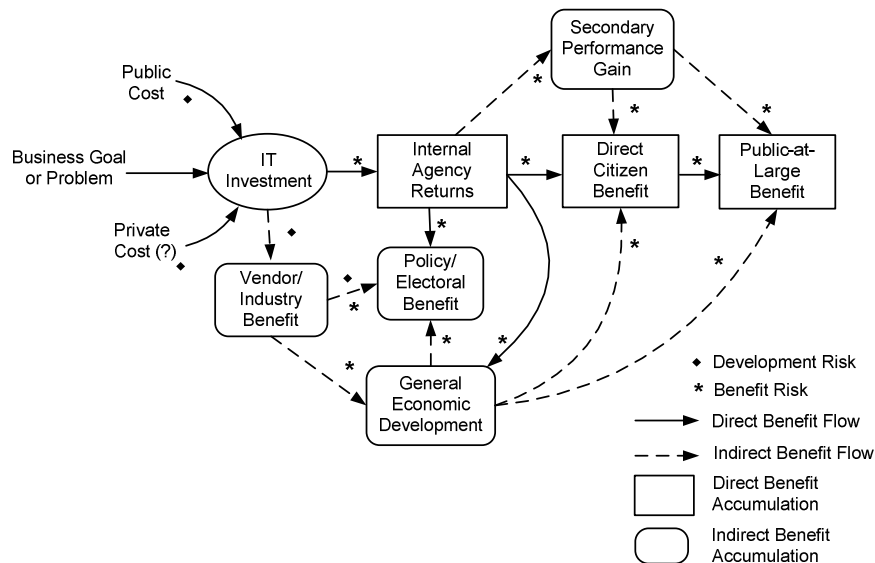 Secondary
Performance
Gain
*
*
*
Public
Cost
◆
Business Goal
or Problem
IT
Investment
*
Internal
Agency
Returns
*
Direct
Citizen
Benefit
*
Public-at-
Large
Benefit
Private
Cost (?)
◆
◆
*
*
*
Vendor/
Industry
Benefit
◆
*
Policy/
Electoral
Benefit
*
*
*
General
Economic
Development
◆ Development Risk
* Benefit Risk
Direct Benefit Flow
Indirect Benefit Flow
Direct Benefit
Accumulation
Indirect Benefit
Accumulation